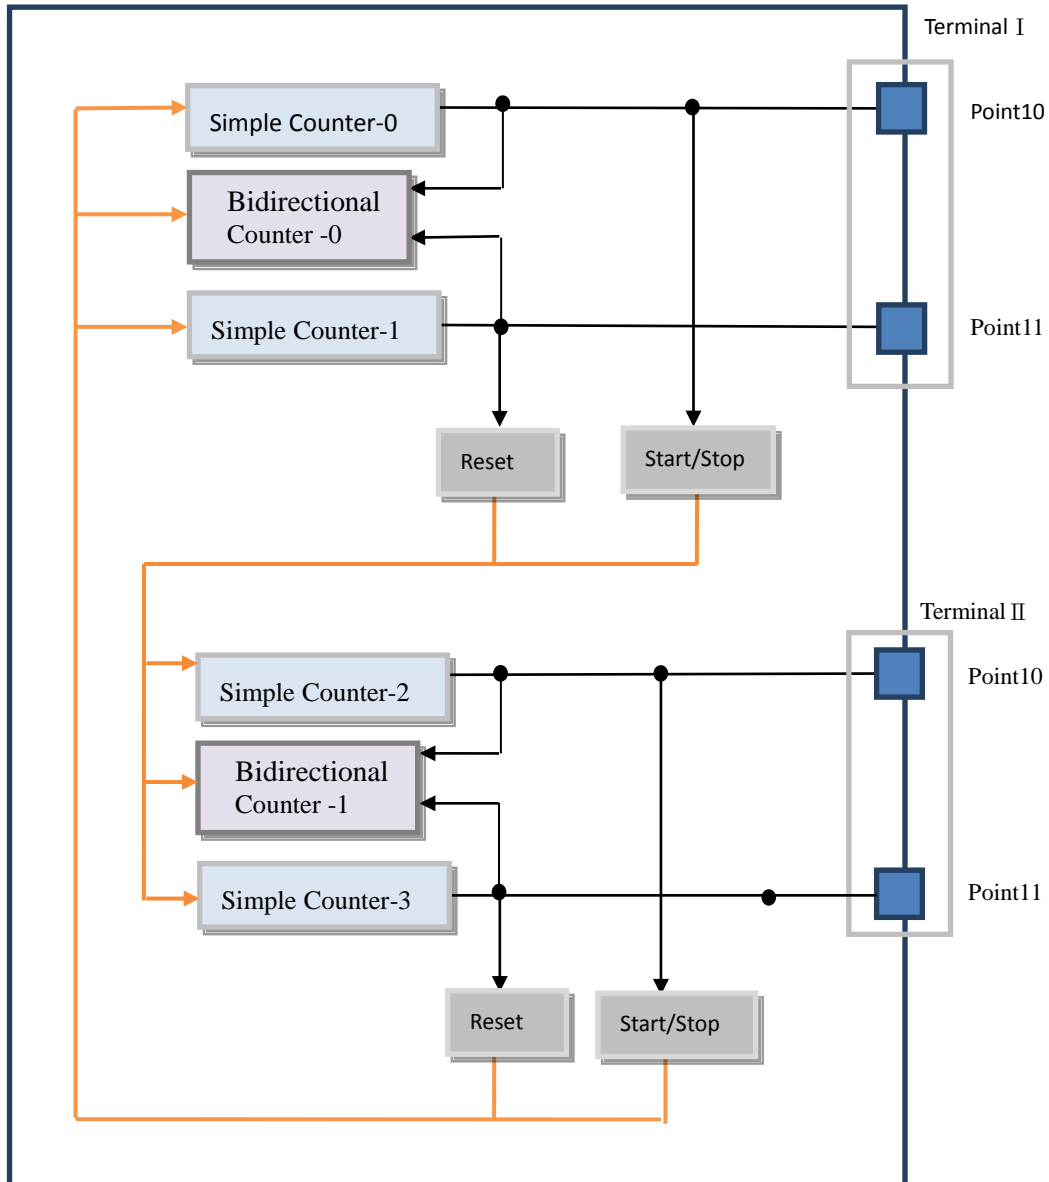 Terminal Ⅰ
Simple Counter-0
Point10
Bidirectional
Counter -0
Simple Counter-1
Point11
Reset
Start/Stop
Terminal Ⅱ
Simple Counter-2
Point10
Bidirectional
Counter -1
Simple Counter-3
Point11
Reset
Start/Stop